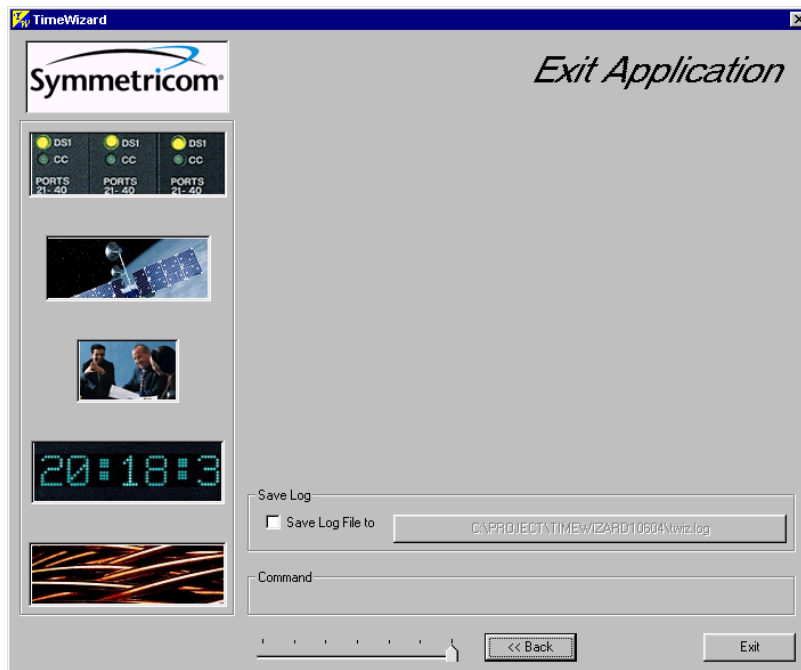 TimeWizard
Symmetricom
Exit Application
DS1 DS1 DS1
CC CC CC
PORTS PORTS PORTS
21-40 21-40 21-40
20:18:3
Save Log
Save Log File to
C:\PROJECT\TIMEWIZARD10604\twiz.log
Command
<< Back
Exit